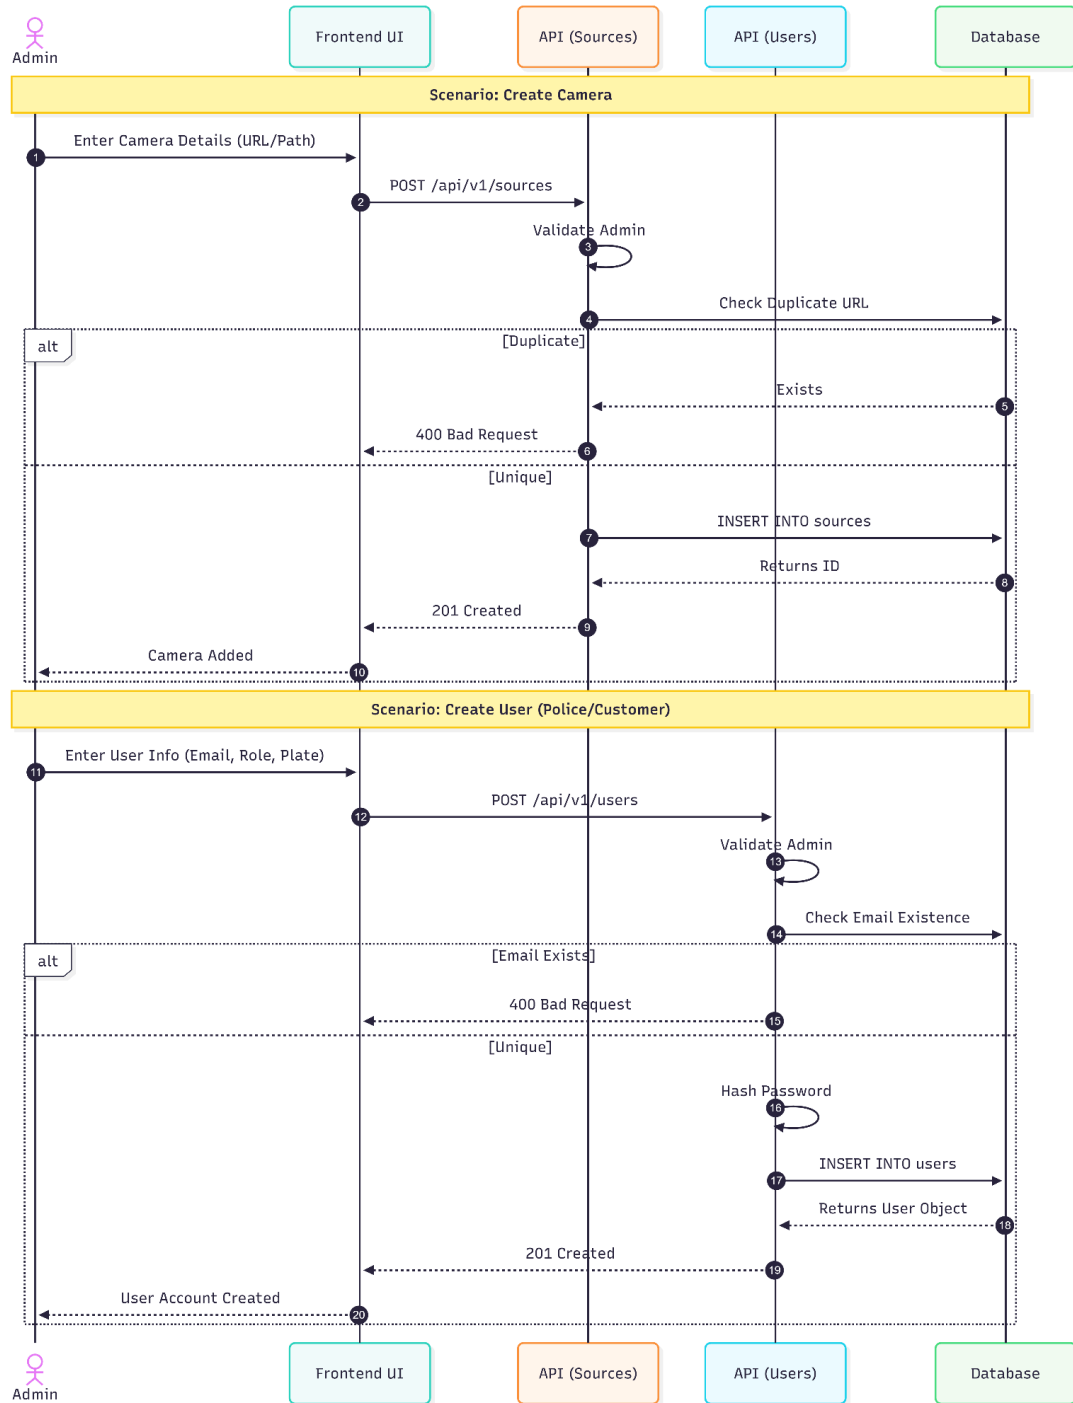 Admin
Frontend UI
API (Sources)
API (Users)
Database
Scenario: Create Camera
Enter Camera Details (URL/Path)
1
POST /api/v1/sources
2
Validate Admin
3
Check Duplicate URL
4
alt
[Duplicate]
Exists
5
400 Bad Request
6
[Unique]
INSERT INTO sources
7
Returns ID
8
201 Created
9
Camera Added
10
Scenario: Create User (Police/Customer)
Enter User Info (Email, Role, Plate)
11
POST /api/v1/users
12
Validate Admin
13
Check Email Existence
14
alt
[Email Exists]
400 Bad Request
15
[Unique]
Hash Password
16
INSERT INTO users
17
Returns User Object
18
201 Created
19
User Account Created
20
Admin
Frontend UI
API (Sources)
API (Users)
Database